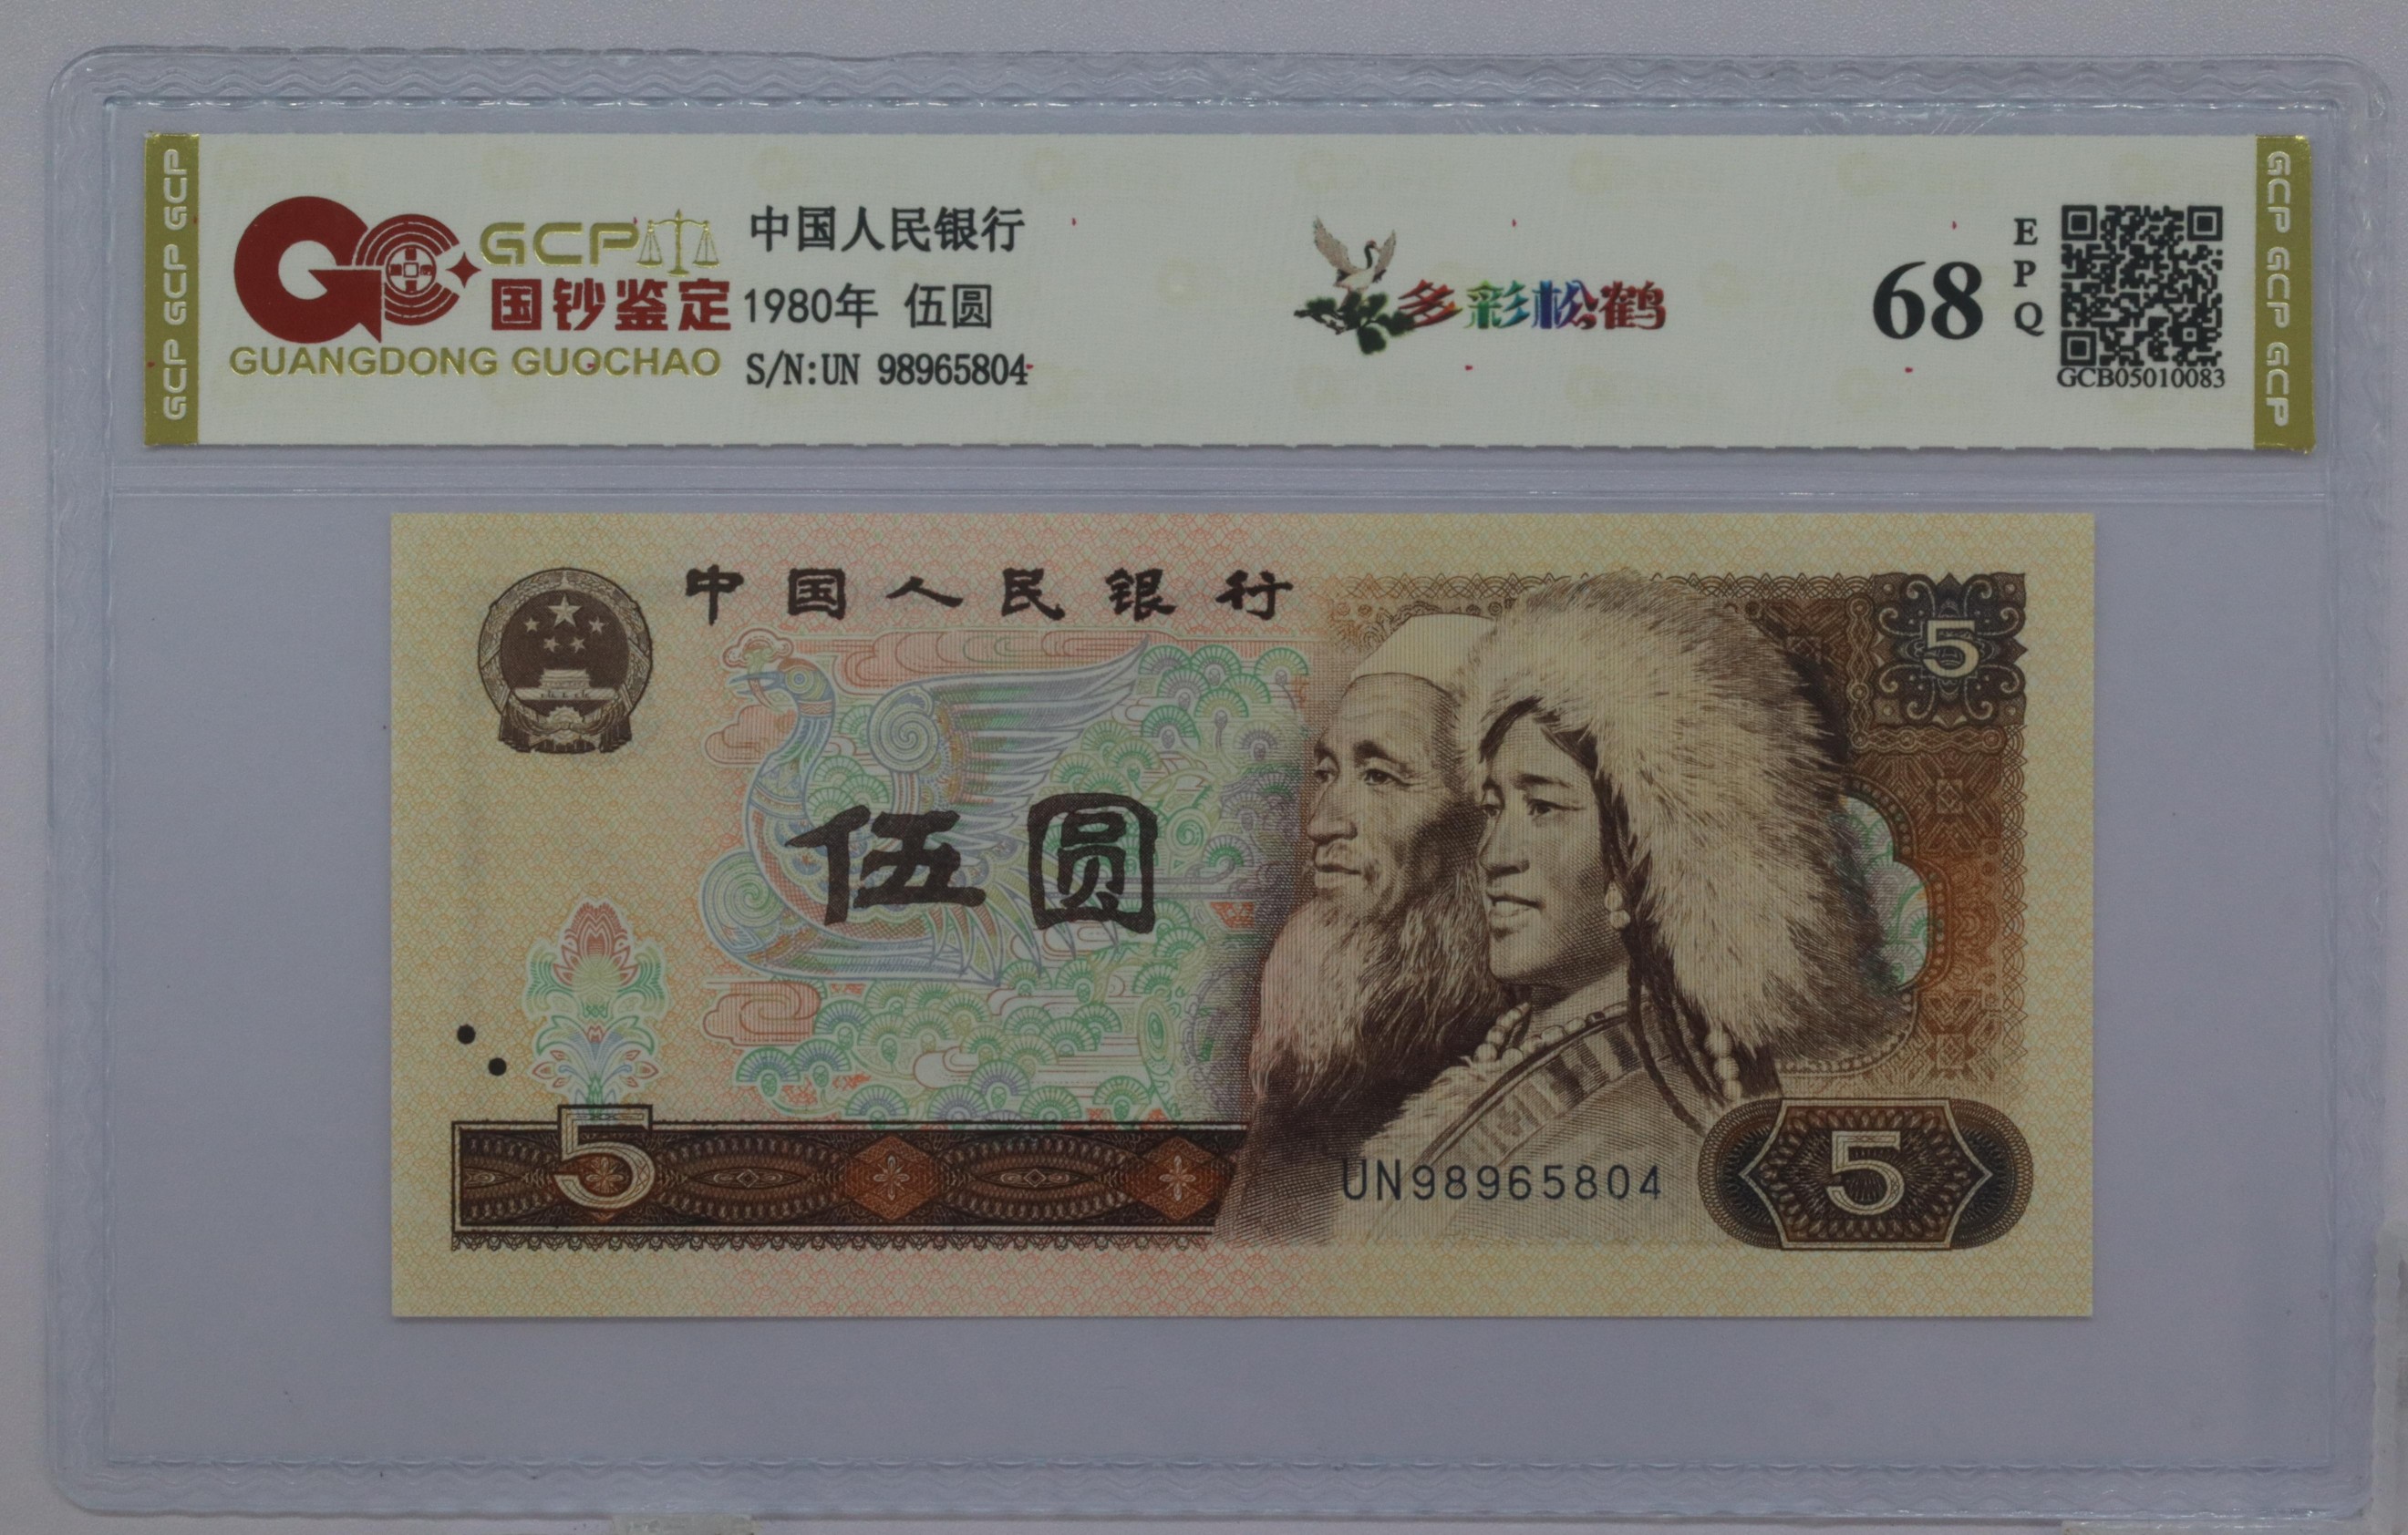 GCP GCP GCP
GCP
国钞鉴定
GUANGDONG GUOCHAO
中国人民银行
1980年 伍圆
S/N:UN 98965804
多彩松鹤
68
EPQ
GCB05010083
GCP GCP GCP
中国人民银行
5
伍圆
5
UN98965804
5